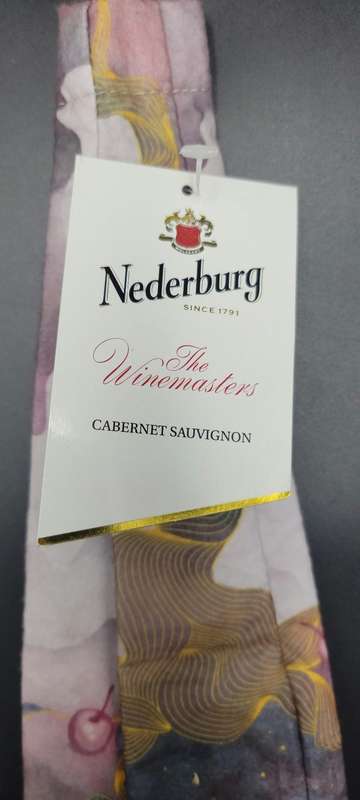 Nederburg
SINCE 1791
The
Winemasters
CABERNET SAUVIGNON